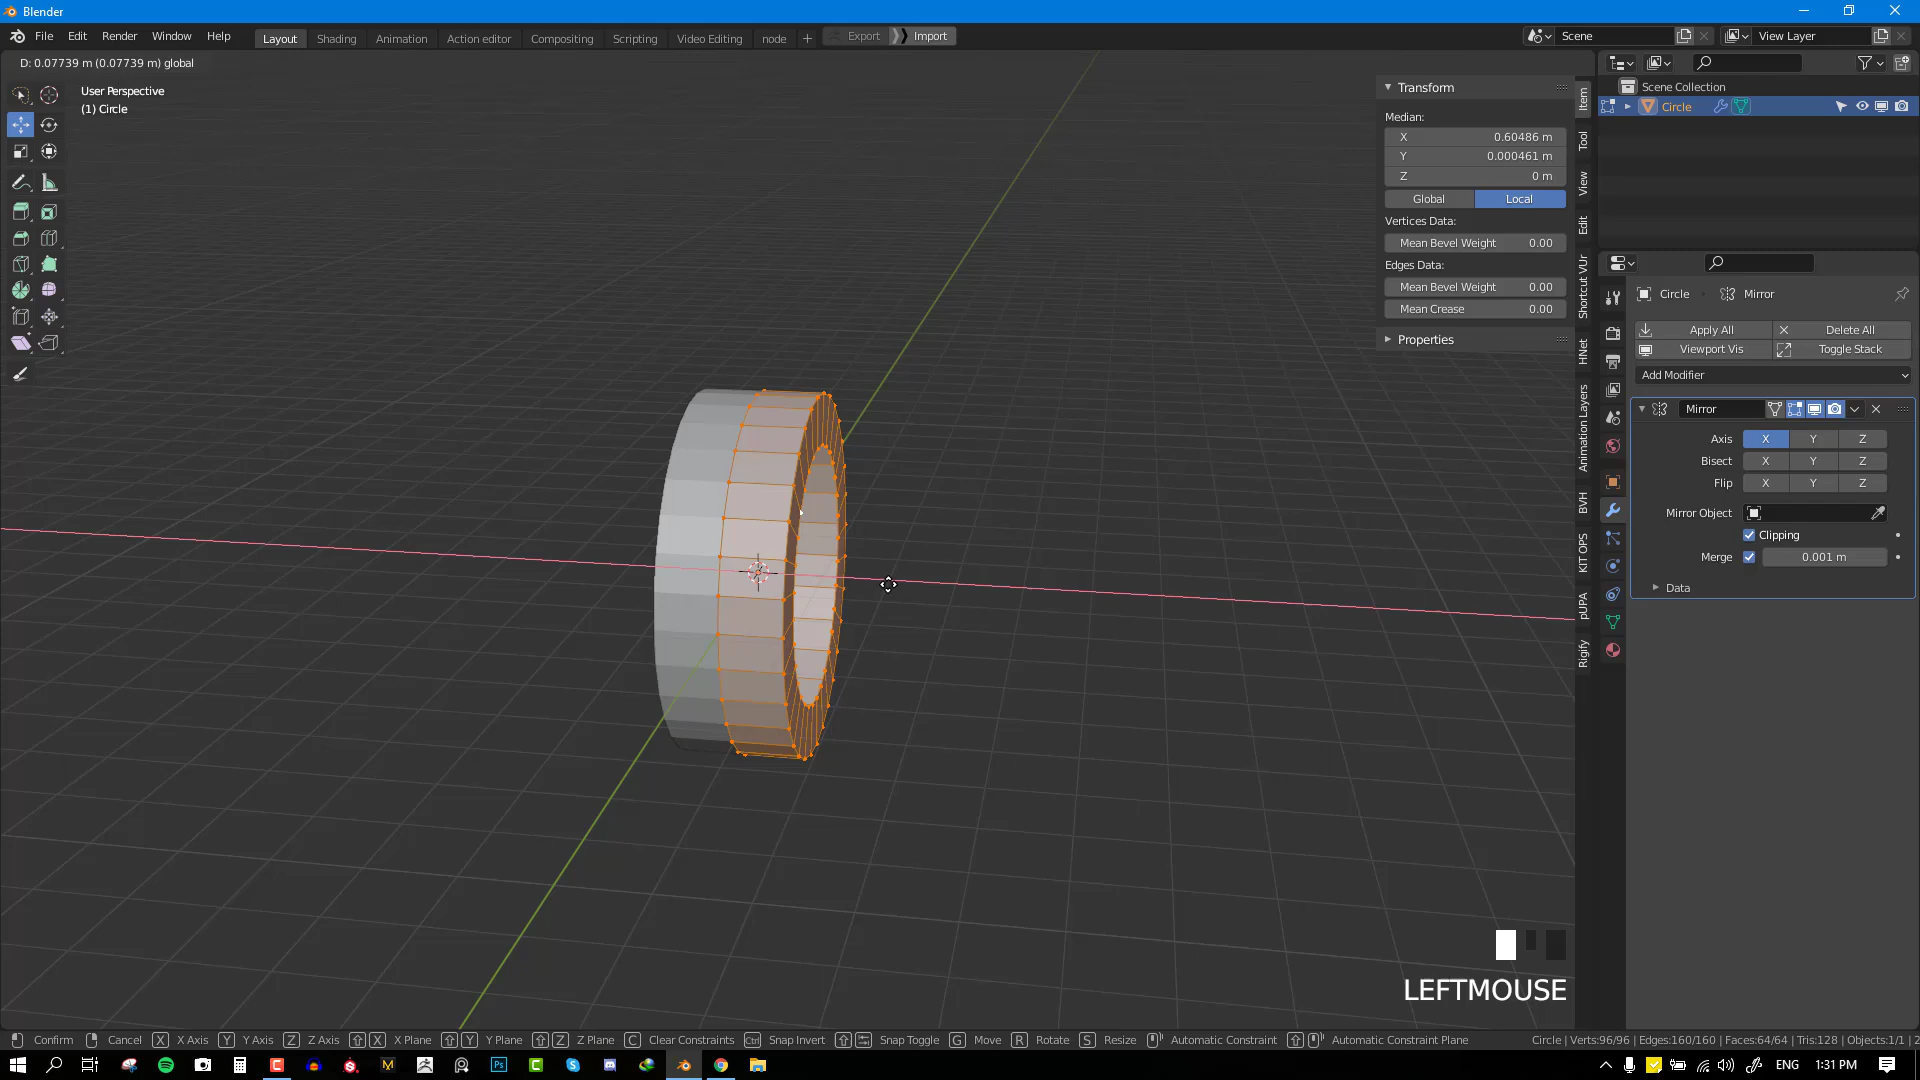 Blender
File Edit Render Window Help Layout Shading Animation Action editor Compositing Scripting Video Editing node + Export Import Scene View Layer
D: 0.07739 m (0.07739 m) global
User Perspective
(1) Circle
Transform
Median:
X 0.60486 m
Y 0.000461 m
Z 0 m
Global Local
Vertices Data:
Mean Bevel Weight 0.00
Edges Data:
Mean Bevel Weight 0.00
Mean Crease 0.00
Properties
Item
Tool
View
Edit
Shortcut VUr
HNet
Animation Layers
BVH
KIT OPS
pUPA
Rigify
Scene Collection
Circle
Circle Mirror
Apply All Delete All
Viewport Vis Toggle Stack
Add Modifier
Mirror
Axis X Y Z
Bisect X Y Z
Flip X Y Z
Mirror Object
Clipping
Merge 0.001 m
Data
LEFTMOUSE
Confirm Cancel X X Axis Y Y Axis Z Z Axis X X Plane Y Y Plane Z Z Plane C Clear Constraints Ctrl Snap Invert Snap Toggle G Move R Rotate S Resize Automatic Constraint Automatic Constraint Plane Circle | Verts:96/96 | Edges:160/160 | Faces:64/64 | Tris:128 | Objects:1/1 | 2
ENG 1:31 PM